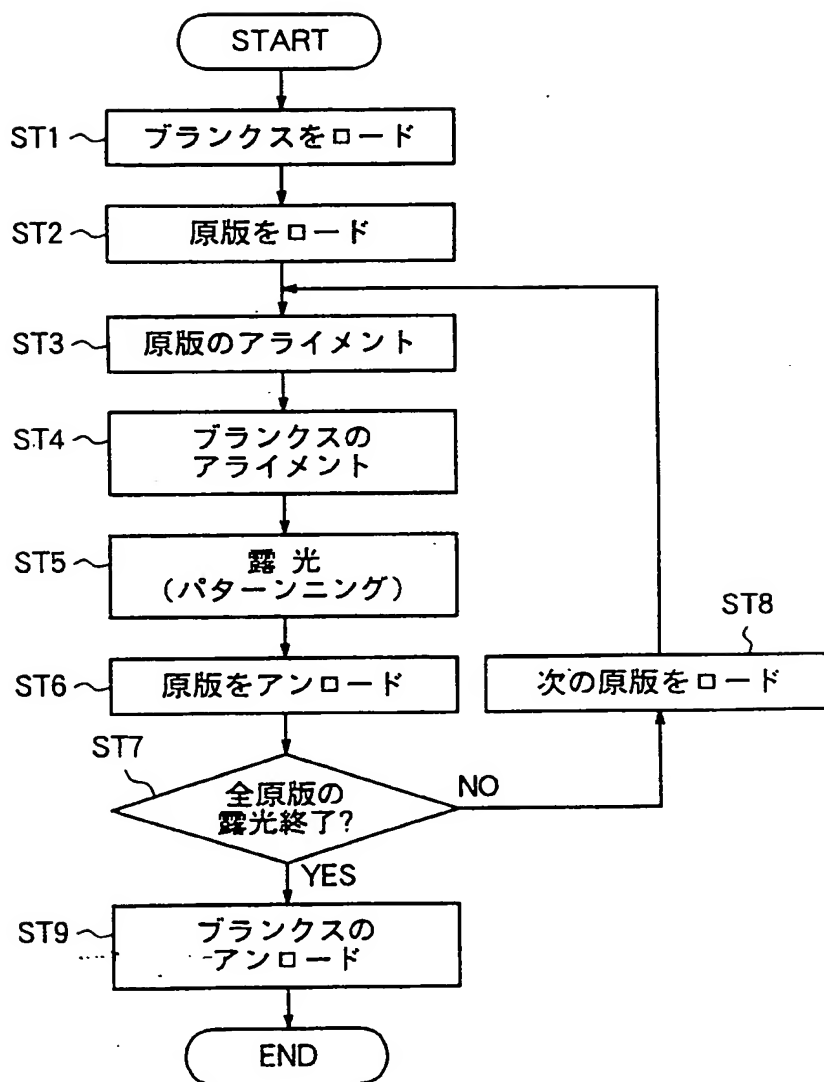 START
ST1
ブランクスをロード
ST2
原版をロード
ST3
原版のアライメント
ST4
ブランクスの
アライメント
ST5
露 光
(パターンニング)
ST6
原版をアンロード
ST8
次の原版をロード
ST7
全原版の
露光終了?
NO
YES
ST9
ブランクスの
アンロード
END